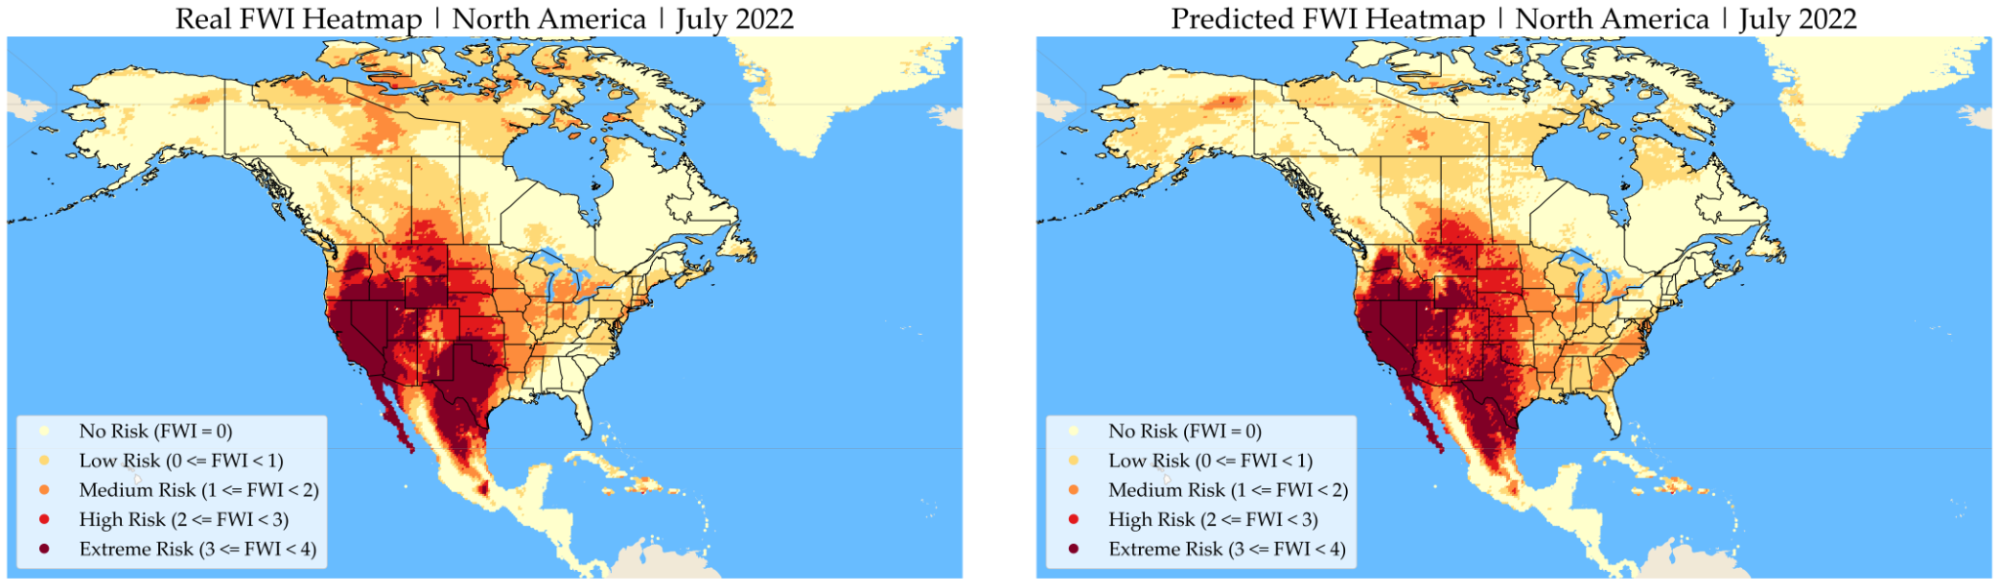 Real FWI Heatmap | North America | July 2022
No Risk (FWI = 0)
Low Risk (0 <= FWI < 1)
Medium Risk (1 <= FWI < 2)
High Risk (2 <= FWI < 3)
Extreme Risk (3 <= FWI < 4)
Predicted FWI Heatmap | North America | July 2022
No Risk (FWI = 0)
Low Risk (0 <= FWI < 1)
Medium Risk (1 <= FWI < 2)
High Risk (2 <= FWI < 3)
Extreme Risk (3 <= FWI < 4)